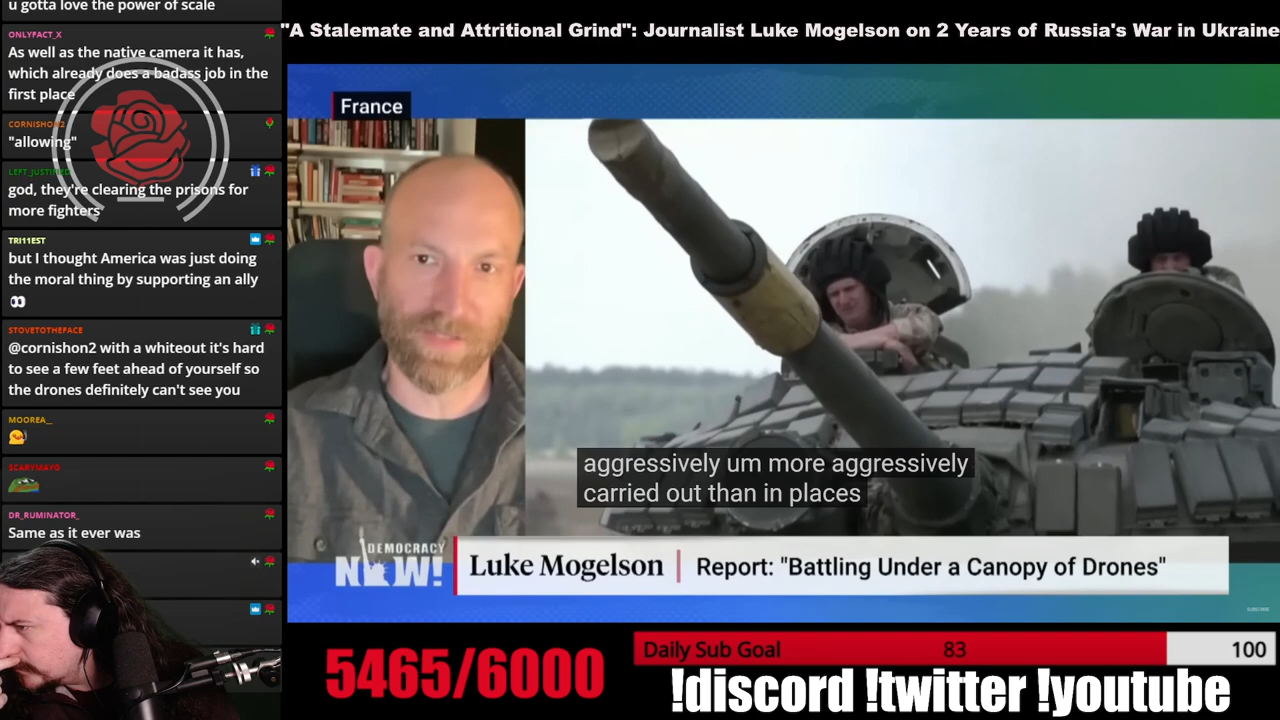 u gotta love the power of scale
ONLYFACT_X
As well as the native camera it has,
which already does a badass job in the
first place
CORNISHON2
"allowing"
god, they're clearing the prisons for
more fighters
TRI11EST
but I thought America was just doing
the moral thing by supporting an ally
STOVETOTHEFACE
@cornishon2 with a whiteout it's hard
to see a few feet ahead of yourself so
the drones definitely can't see you
MOOREA_
SCARYMAYO
DR_RUMINATOR_
Same as it ever was
"A Stalemate and Attritional Grind": Journalist Luke Mogelson on 2 Years of Russia's War in Ukraine
France
aggressively um more aggressively
carried out than in places
DEMOCRACY
NOW!
Luke Mogelson | Report: "Battling Under a Canopy of Drones"
SUBSCRIBE
5465/6000
Daily Sub Goal 83 100
!discord !twitter !youtube